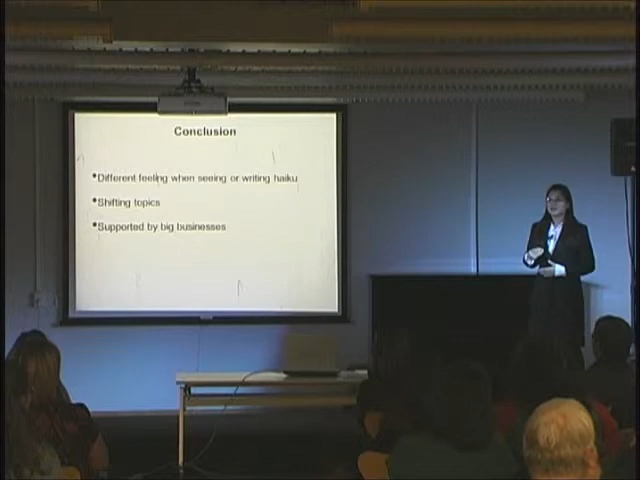 Conclusion
•Different feeling when seeing or writing haiku
•Shifting topics
•Supported by big businesses